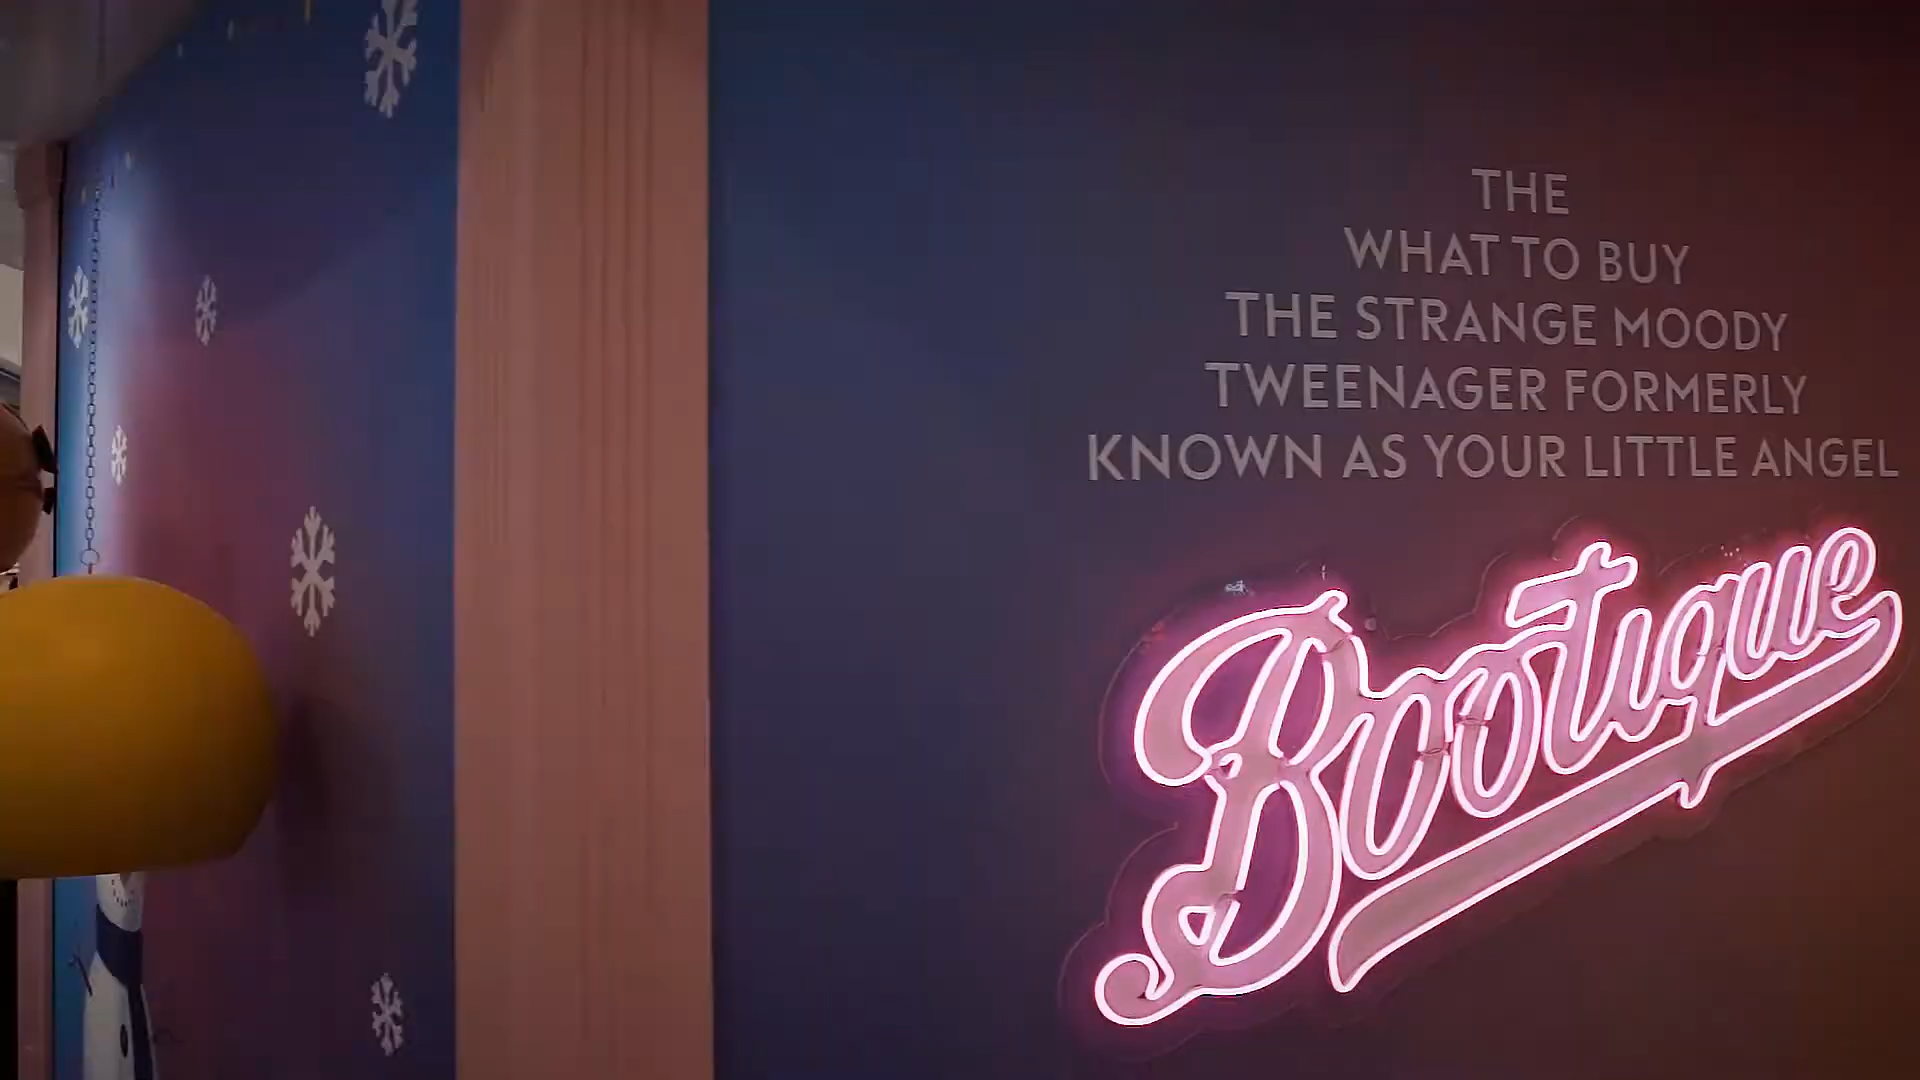 THE
WHAT TO BUY
THE STRANGE MOODY
TWEENAGER FORMERLY
KNOWN AS YOUR LITTLE ANGEL
Bootique